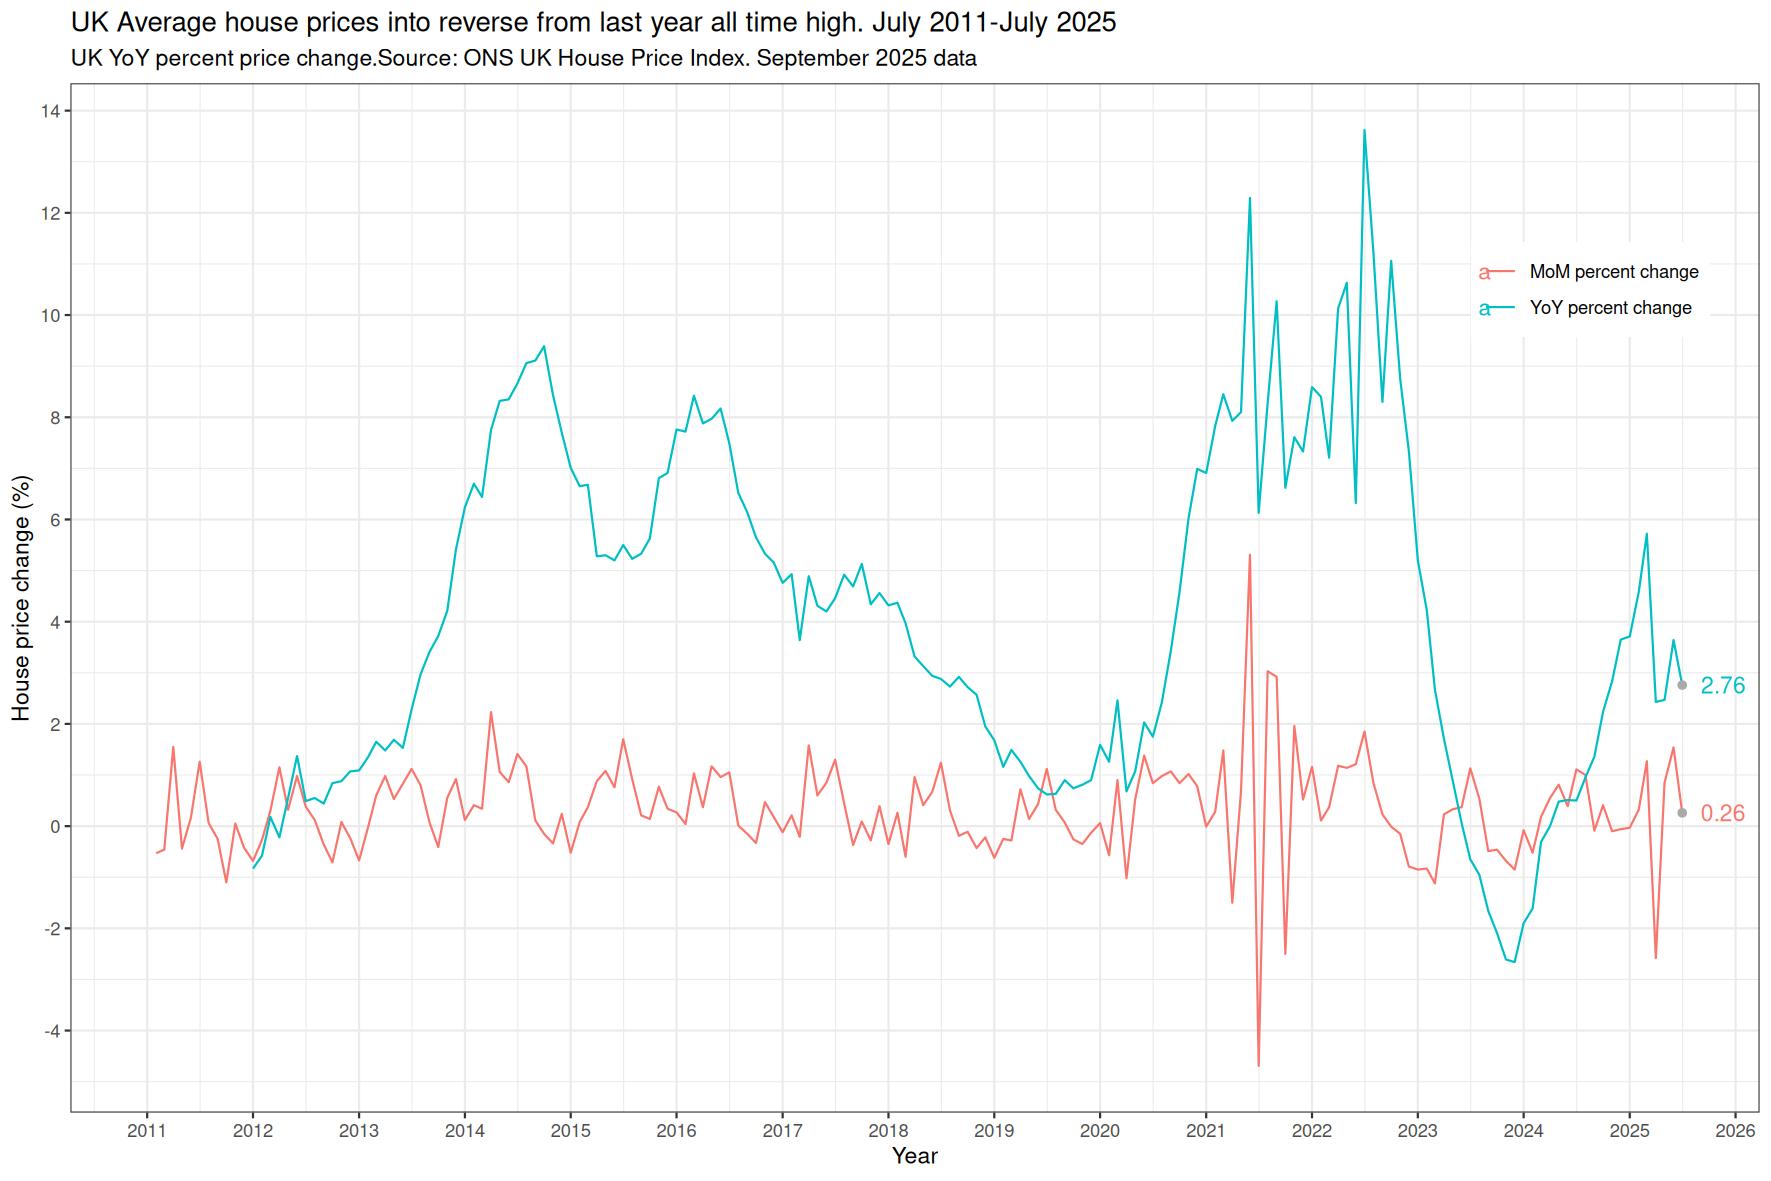 UK Average house prices into reverse from last year all time high. July 2011-July 2025
UK YoY percent price change.Source: ONS UK House Price Index. September 2025 data
House price change (%)
14
12
10
8
6
4
2
0
-2
-4
a MoM percent change
a YoY percent change
2.76
0.26
2011 2012 2013 2014 2015 2016 2017 2018 2019 2020 2021 2022 2023 2024 2025 2026
Year